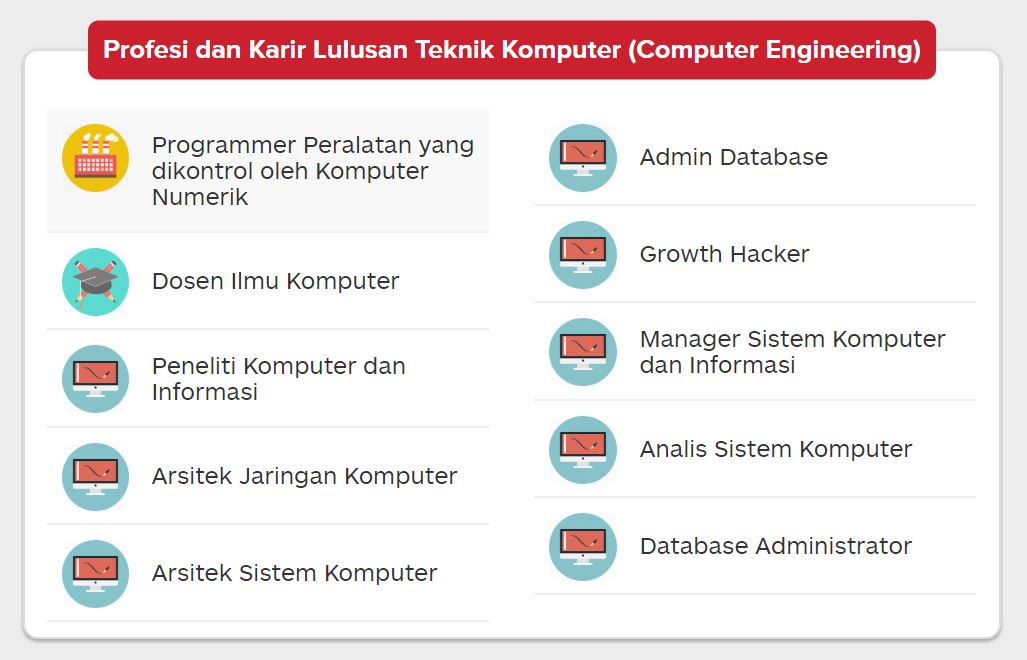 Profesi dan Karir Lulusan Teknik Komputer (Computer Engineering)
Programmer Peralatan yang
dikontrol oleh Komputer
Numerik
Dosen Ilmu Komputer
Peneliti Komputer dan
Informasi
Arsitek Jaringan Komputer
Arsitek Sistem Komputer
Admin Database
Growth Hacker
Manager Sistem Komputer
dan Informasi
Analis Sistem Komputer
Database Administrator